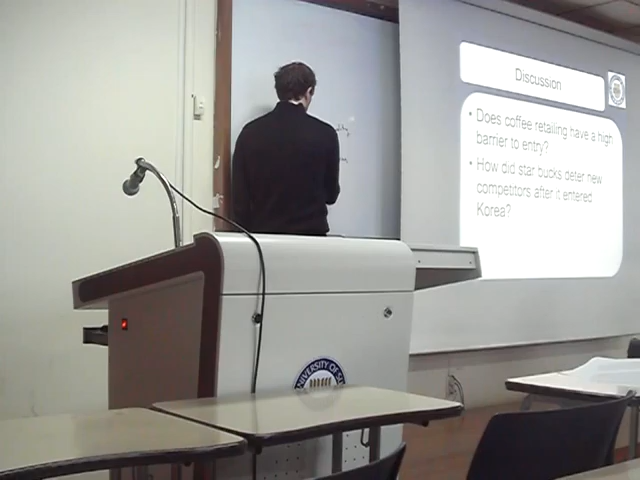 Discussion
• Does coffee retailing have a high
barrier to entry?
• How did star bucks deter new
competitors after it entered
Korea?
UNIVERSITY OF